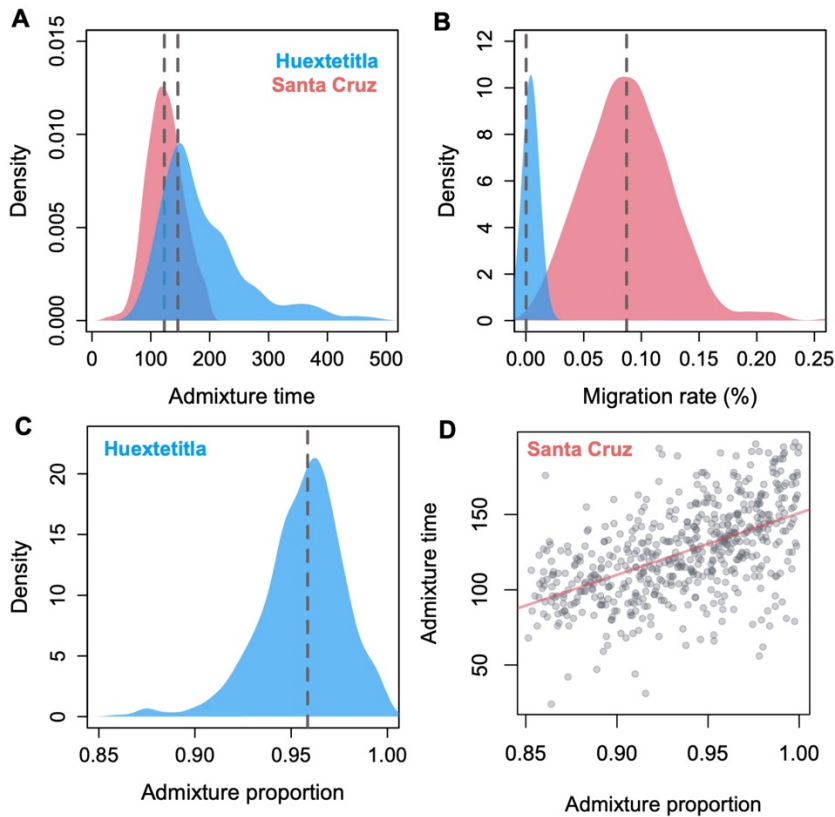 A
Density
0.000 0.005 0.010 0.015
Huextetitla
Santa Cruz
0 100 200 300 400 500
Admixture time
B
Density
0 2 4 6 8 10 12
0.00 0.05 0.10 0.15 0.20 0.25
Migration rate (%)
C
Density
0 5 10 15 20
Huextetitla
0.85 0.90 0.95 1.00
Admixture proportion
D
Admixture time
50 100 150
Santa Cruz
0.85 0.90 0.95 1.00
Admixture proportion